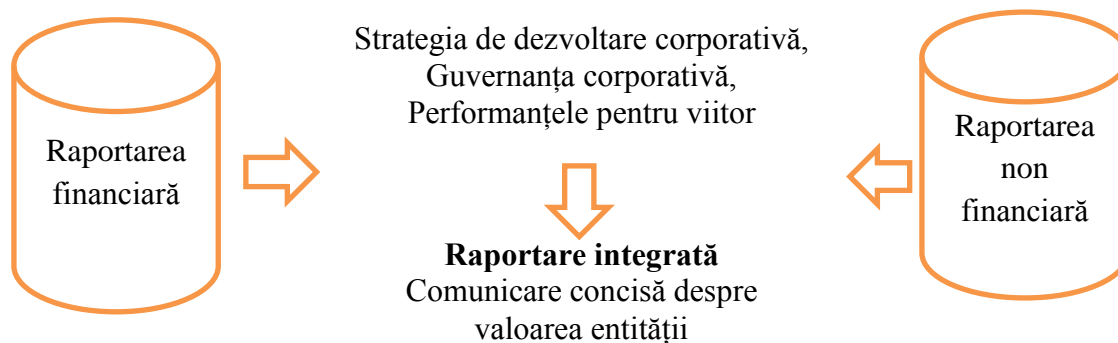 Strategia de dezvoltare corporativă,
Guvernanța corporativă,
Performanțele pentru viitor
Raportarea
financiară
Raportarea
non
financiară
Raportare integrată
Comunicare concisă despre
valoarea entității